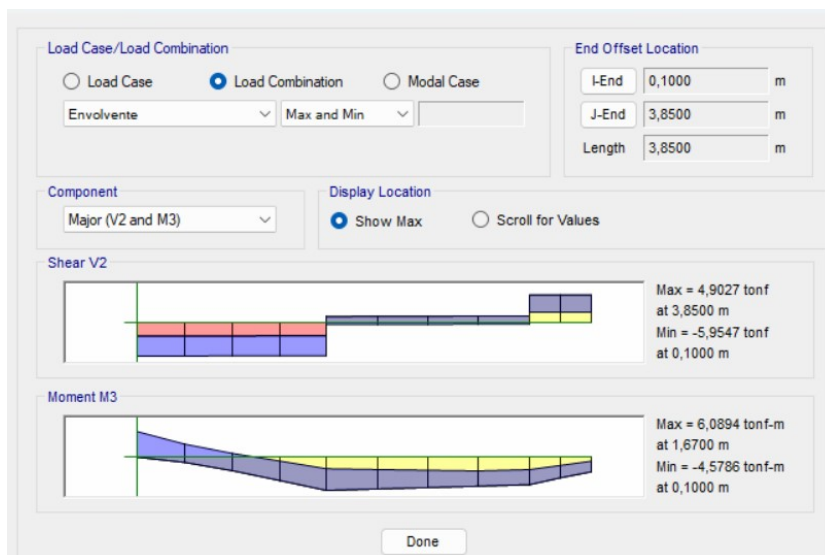 Load Case/Load Combination
Load Case Load Combination Modal Case
Envolvente Max and Min
End Offset Location
I-End 0,1000 m
J-End 3,8500 m
Length 3,8500 m
Component
Major (V2 and M3)
Display Location
Show Max Scroll for Values
Shear V2
Max = 4,9027 tonf
at 3,8500 m
Min = -5,9547 tonf
at 0,1000 m
Moment M3
Max = 6,0894 tonf-m
at 1,6700 m
Min = -4,5786 tonf-m
at 0,1000 m
Done